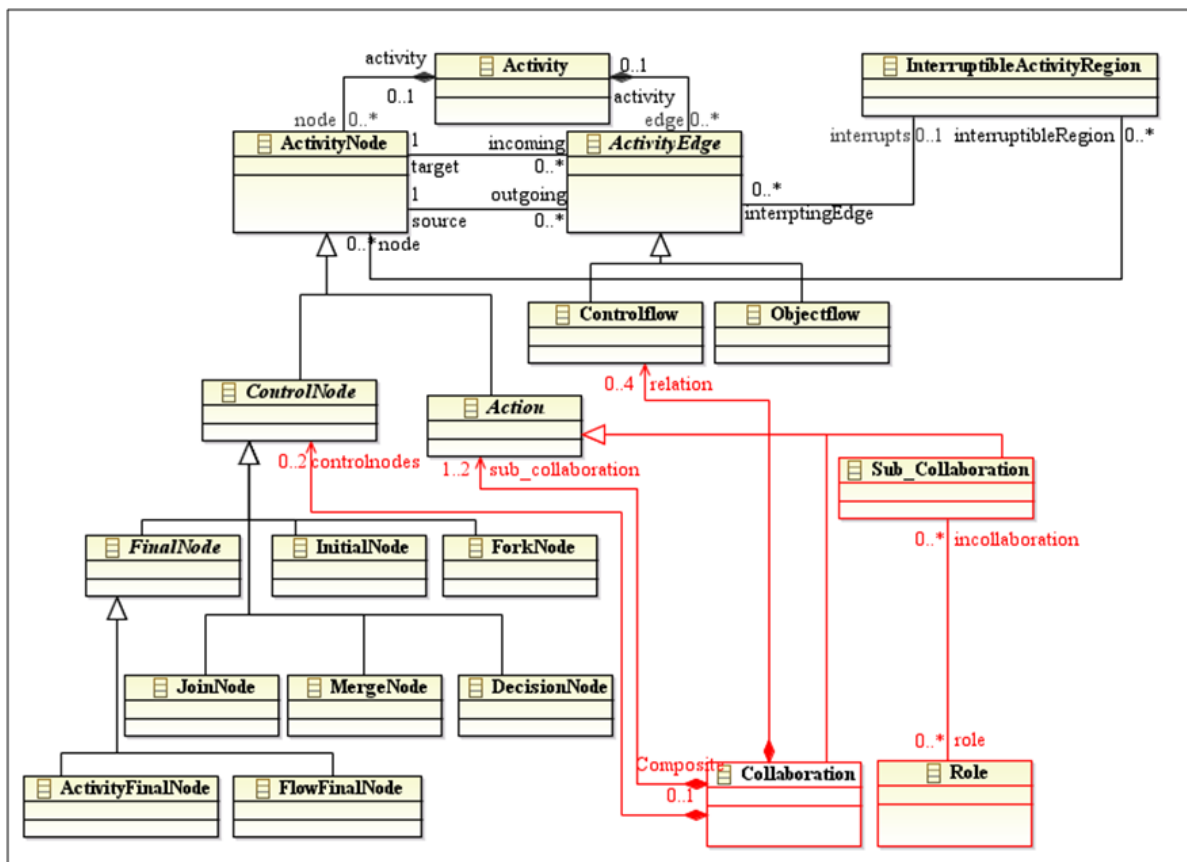 activity
Activity
0..1
InterruptibleActivityRegion
0..1
activity
node 0..*
edge 0..*
ActivityNode
1
incoming
ActivityEdge
interrupts 0..1
interruptibleRegion 0..*
target
0..*
1
outgoing
0..*
source
0..*
interrptingEdge
0..* node
Controlflow
Objectflow
0..4 relation
ControlNode
Action
0..2 controlnodes
1..2 sub_collaboration
Sub_Collaboration
FinalNode
InitialNode
ForkNode
0..* incollaboration
JoinNode
MergeNode
DecisionNode
0..* role
Composite
ActivityFinalNode
FlowFinalNode
0..1
Collaboration
Role